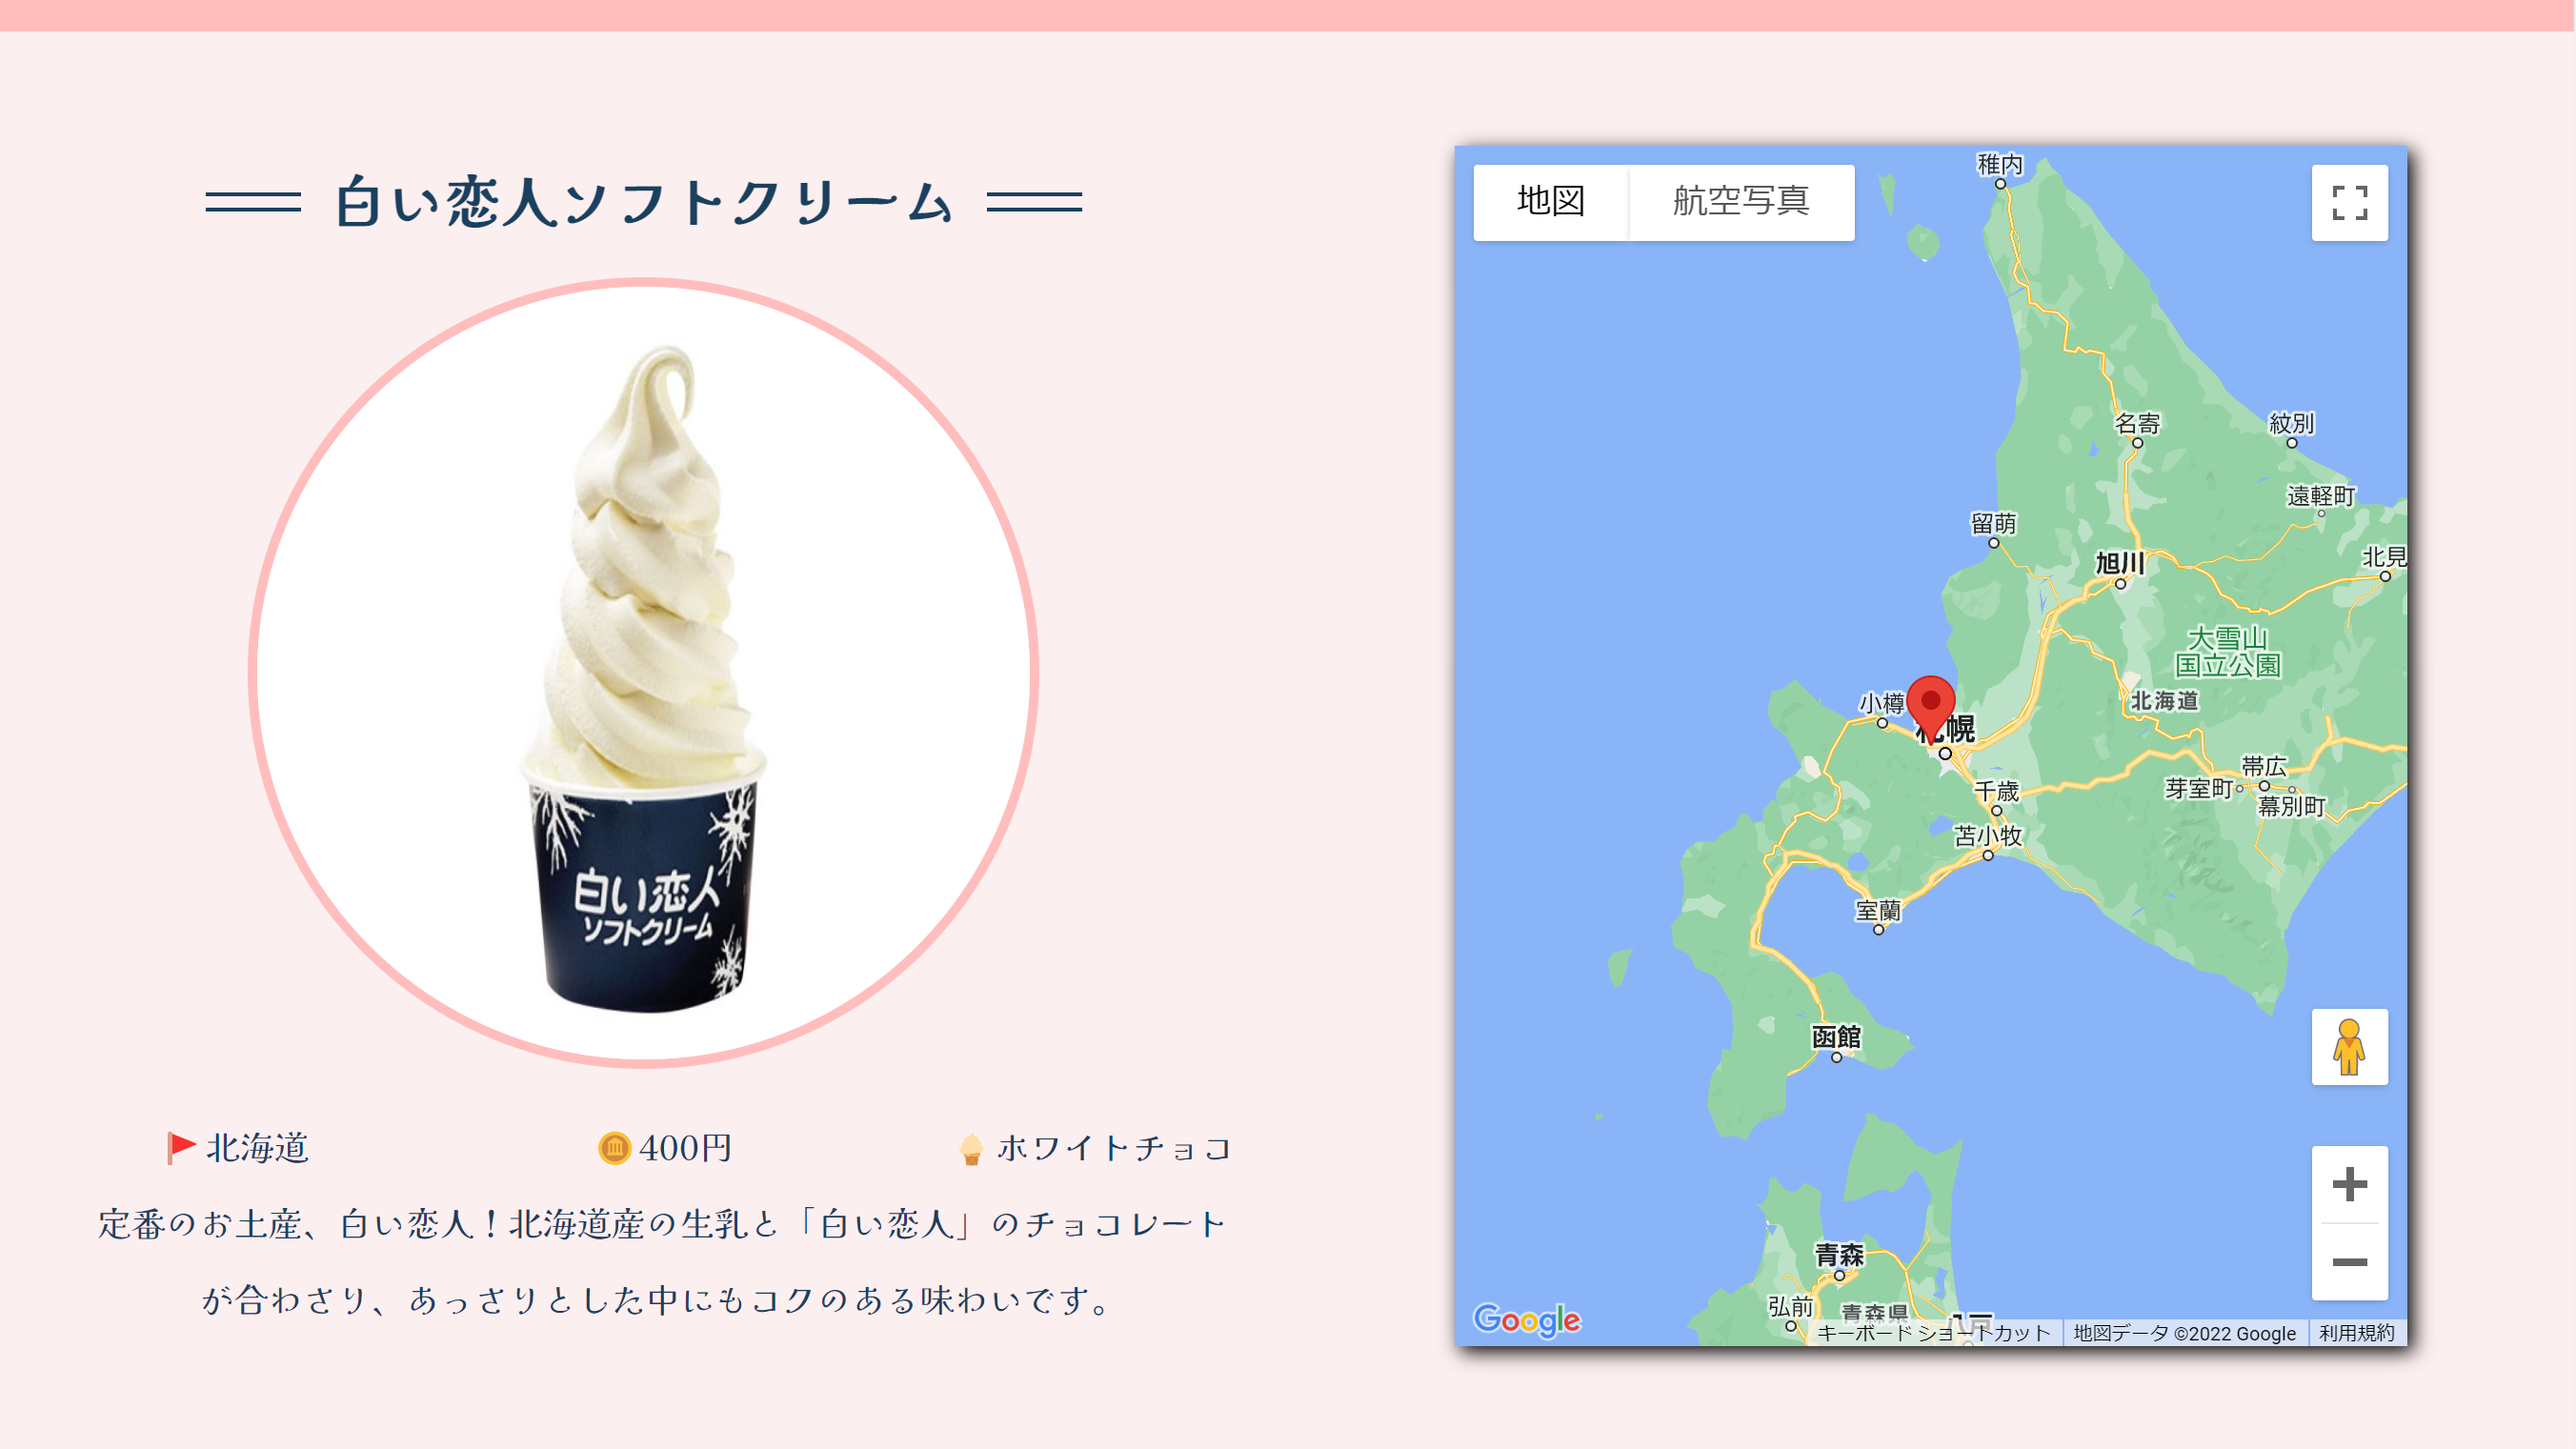 白い恋人ソフトクリーム
白い恋人
ソフトクリーム
北海道
400円
ホワイトチョコ
定番のお土産、白い恋人!北海道産の生乳と「白い恋人」のチョコレート
が合わさり、あっさりとした中にもコクのある味わいです。
地図
航空写真
稚内
名寄
紋別
遠軽町
留萌
旭川
北見
大雪山
国立公園
北海道
小樽
札幌
千歳
苫小牧
帯広
芽室町
幕別町
室蘭
函館
青森
弘前
青森県
八戸
Google
キーボード ショートカット
地図データ ©2022 Google
利用規約